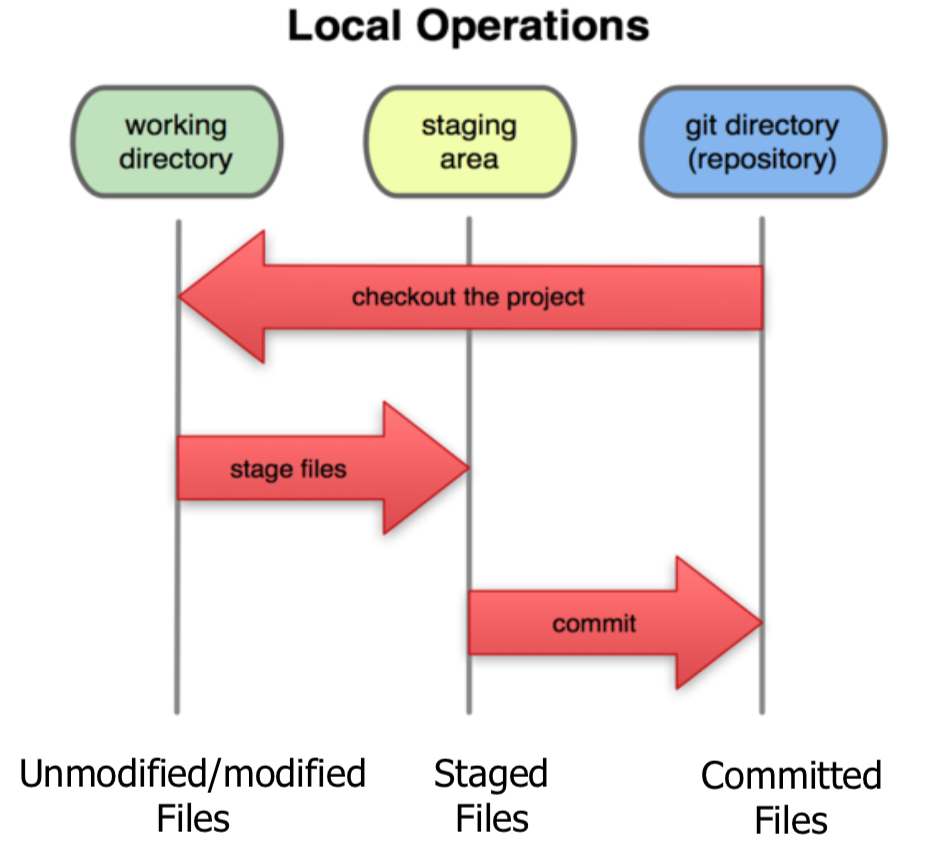 Local Operations
working
directory
staging
area
git directory
(repository)
checkout the project
stage files
commit
Unmodified/modified
Files
Staged
Files
Committed
Files